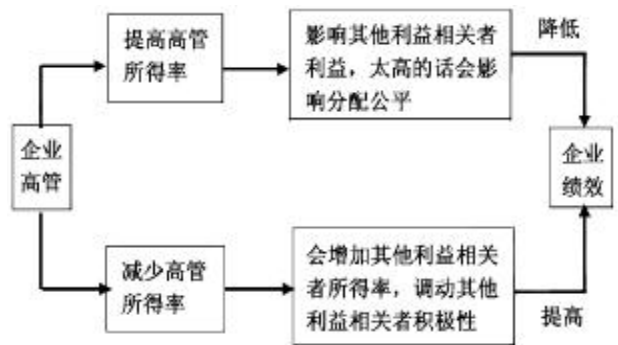 提高高管
所得率
影响其他利益相关者
利益，太高的话会影
响分配公平
降低
企业
高管
企业
绩效
减少高管
所得率
会增加其他利益相关
者所得率，调动其他
利益相关者积极性
提高